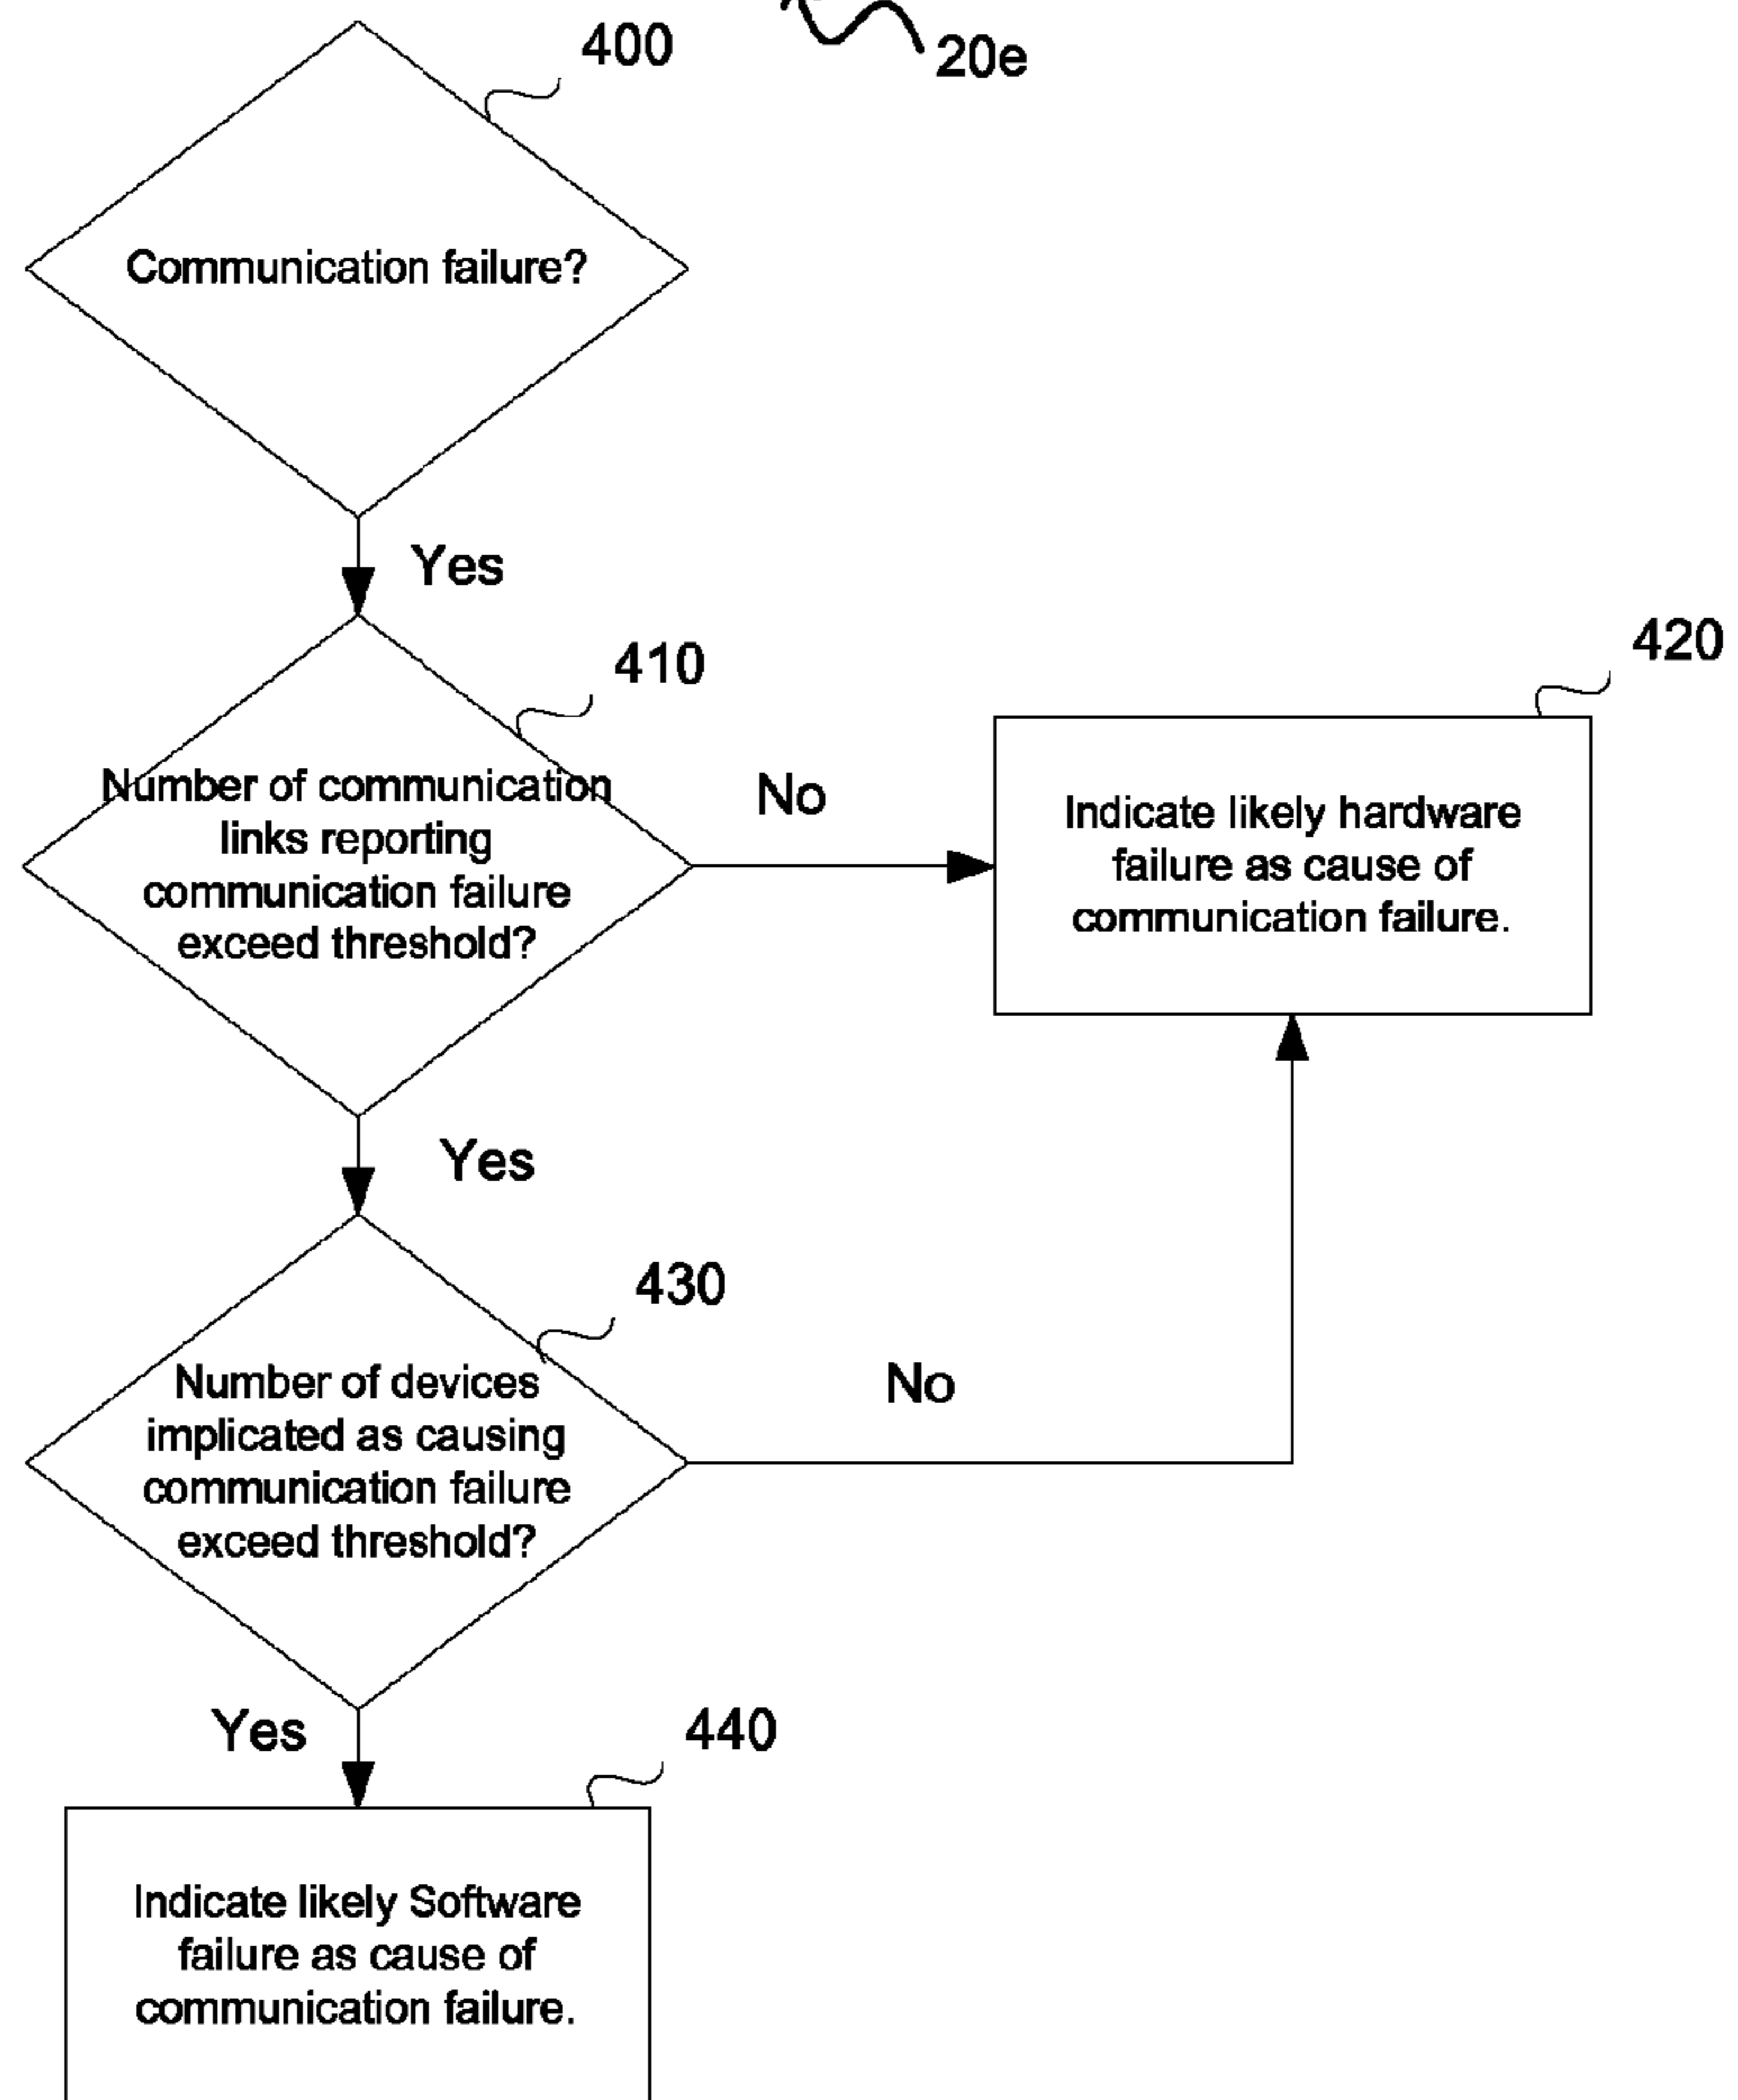 400
20e
Communication failure?
Yes
410
420
Number of communication
links reporting
communication failure
exceed threshold?
No
Indicate likely hardware
failure as cause of
communication failure.
Yes
430
Number of devices
implicated as causing
communication failure
exceed threshold?
No
Yes
440
Indicate likely Software
failure as cause of
communication failure.